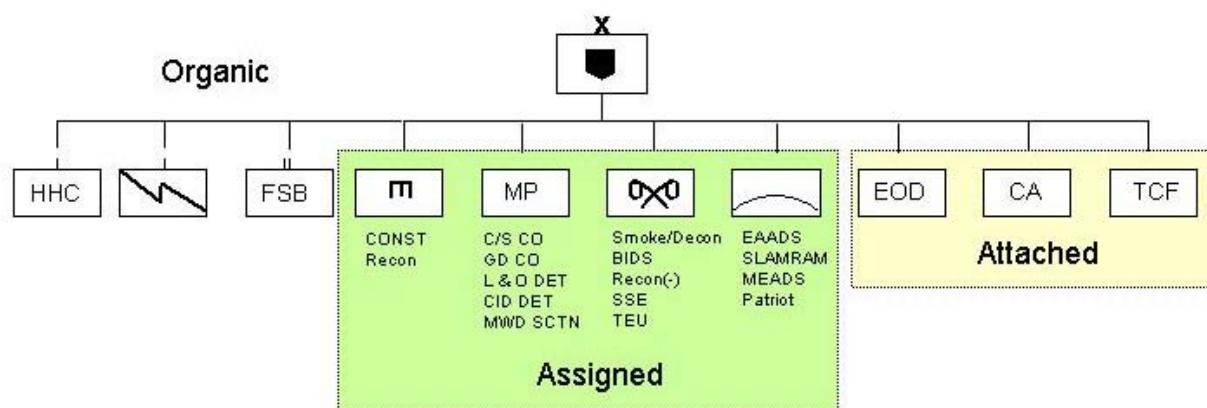 X
Organic
HHC
FSB
MP
EOD
CA
TCF
CONST
Recon
C/S CO
GD CO
L & O DET
CID DET
MWD SCTN
Smoke/Decon
BIDS
Recon(-)
SSE
TEU
EAADS
SLAMRAM
MEADS
Patriot
Attached
Assigned